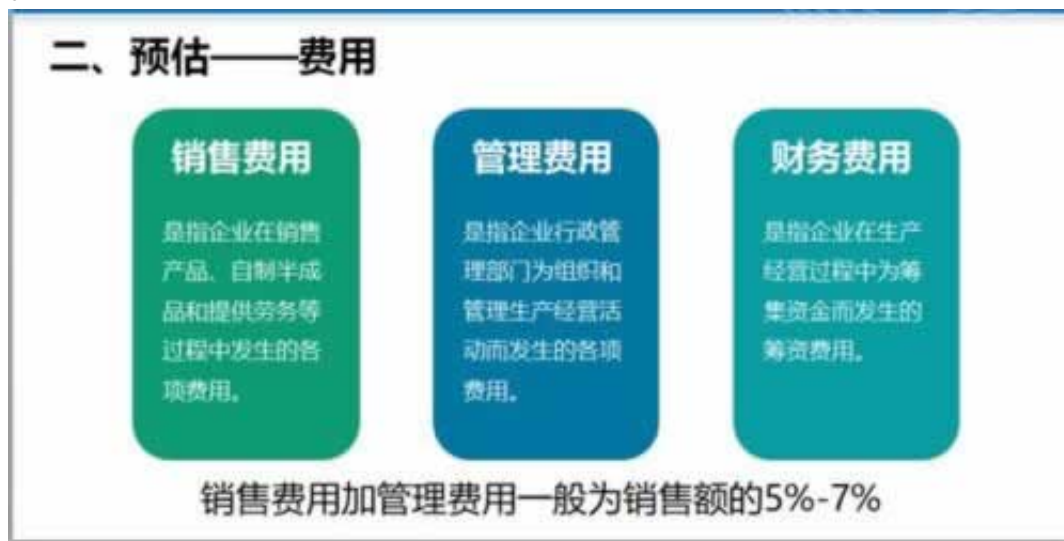 二、预估——费用
销售费用
是指企业在销售
产品、自制半成
品和提供劳务等
过程中发生的各
项费用。
管理费用
是指企业行政管
理部门为组织和
管理生产经营活
动而发生的各项
费用。
财务费用
是指企业在生产
经营过程中为筹
集资金而发生的
筹资费用。
销售费用加管理费用一般为销售额的5%-7%